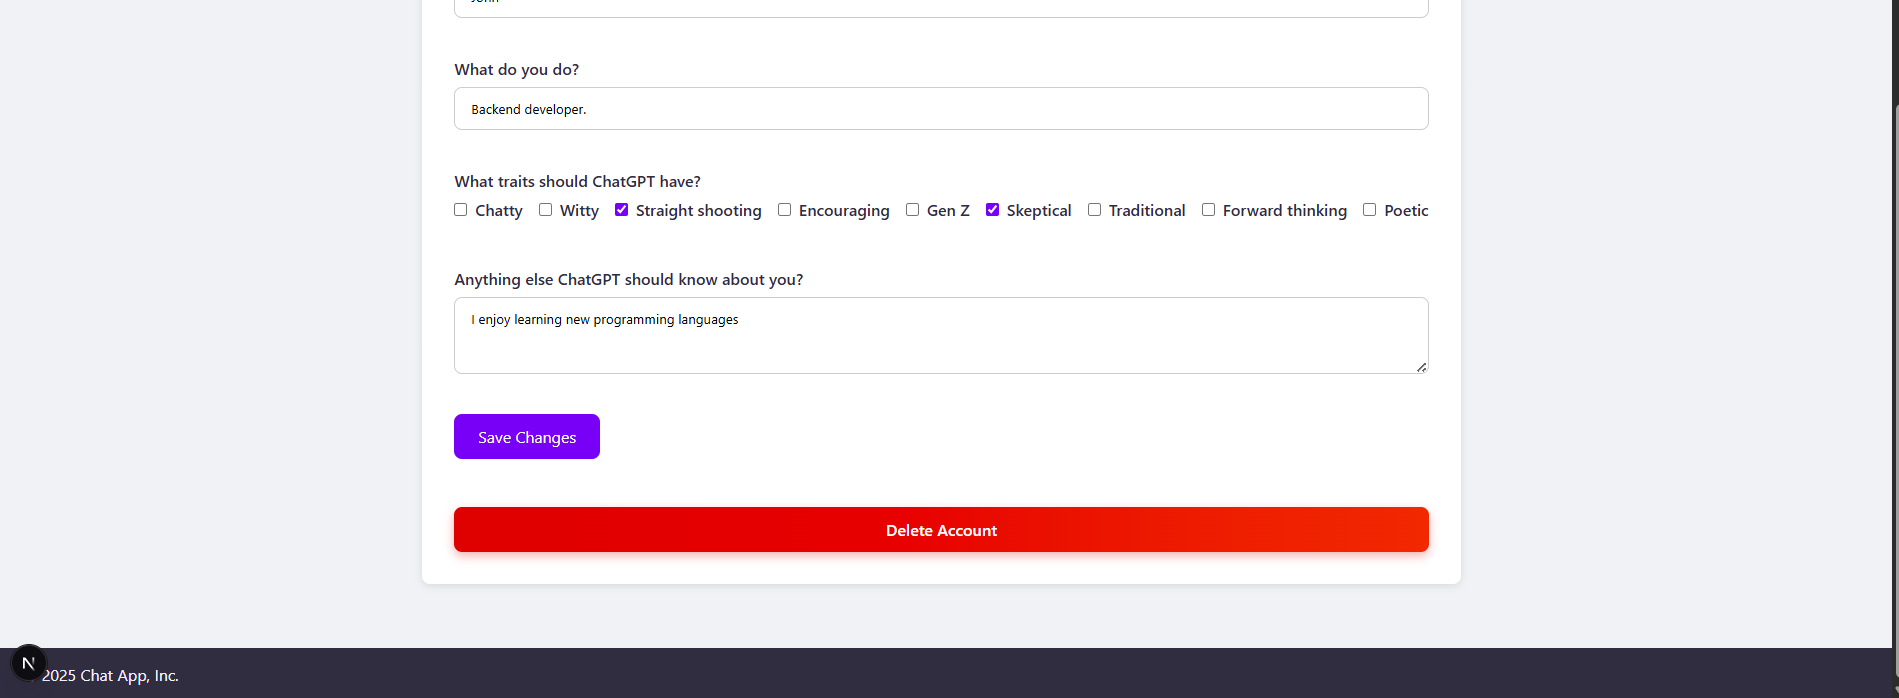 What do you do?
Backend developer.
What traits should ChatGPT have?
Chatty Witty Straight shooting Encouraging Gen Z Skeptical Traditional Forward thinking Poetic
Anything else ChatGPT should know about you?
I enjoy learning new programming languages
Save Changes
Delete Account
N
2025 Chat App, Inc.